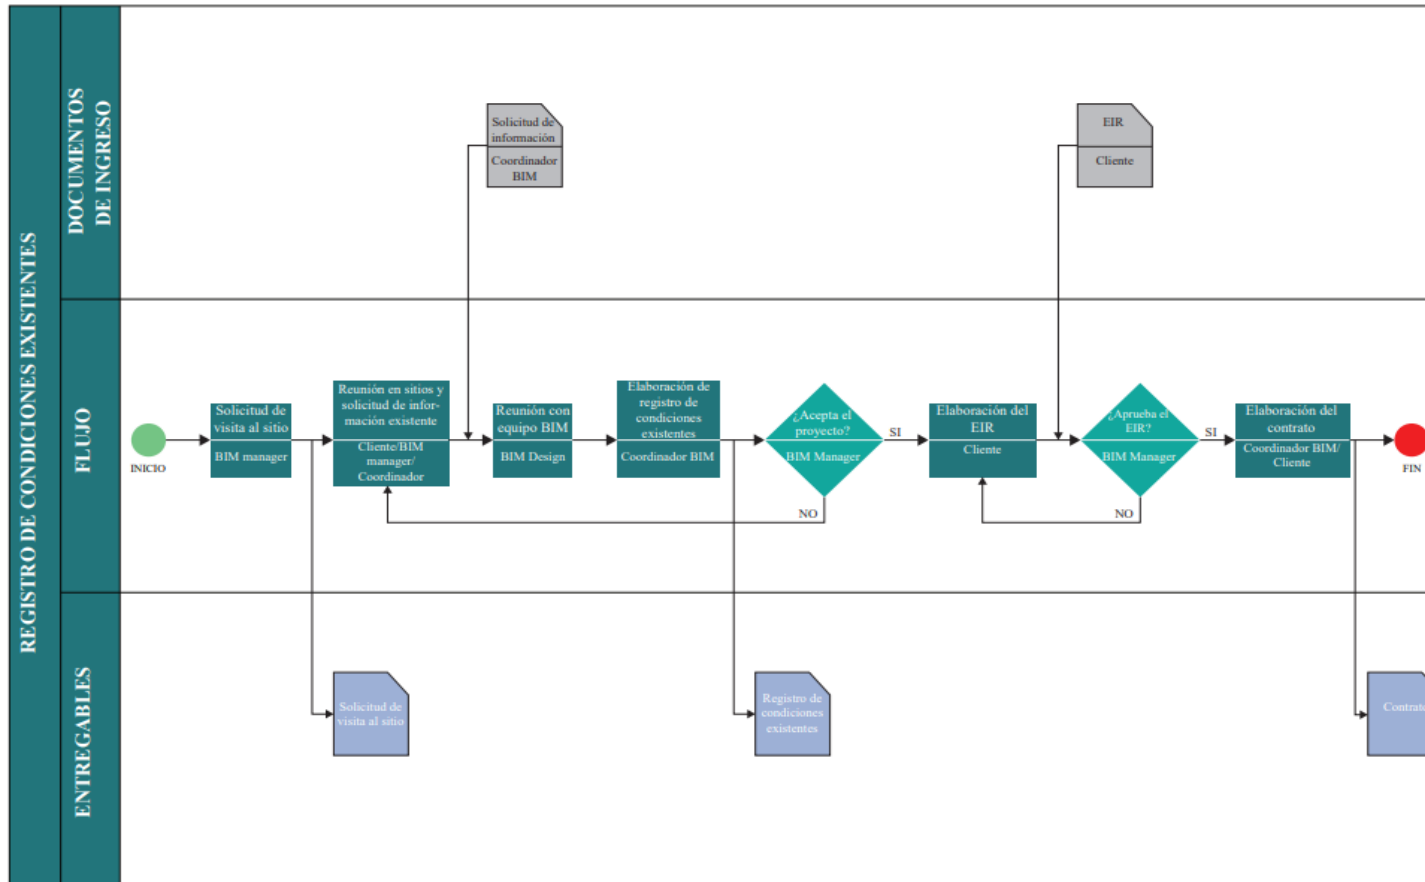 REGISTRO DE CONDICIONES EXISTENTES
DOCUMENTOS
DE INGRESO
Solicitud de
información
Coordinador
BIM
EIR
Cliente
FLUJO
INICIO
Solicitud de
visita al sitio
BIM manager
Reunión en sitios y
solicitud de infor-
mación existente
Cliente/BIM
manager/
Coordinador
Reunión con
equipo BIM
BIM Design
Elaboración de
registro de
condiciones
existentes
Coordinador BIM
¿Acepta el
proyecto?
BIM Manager
SI
NO
Elaboración del
EIR
Cliente
¿Aprueba el
EIR?
BIM Manager
SI
NO
Elaboración del
contrato
Coordinador BIM/
Cliente
FIN
ENTREGABLES
Solicitud de
visita al sitio
Registro de
condiciones
existentes
Contrato